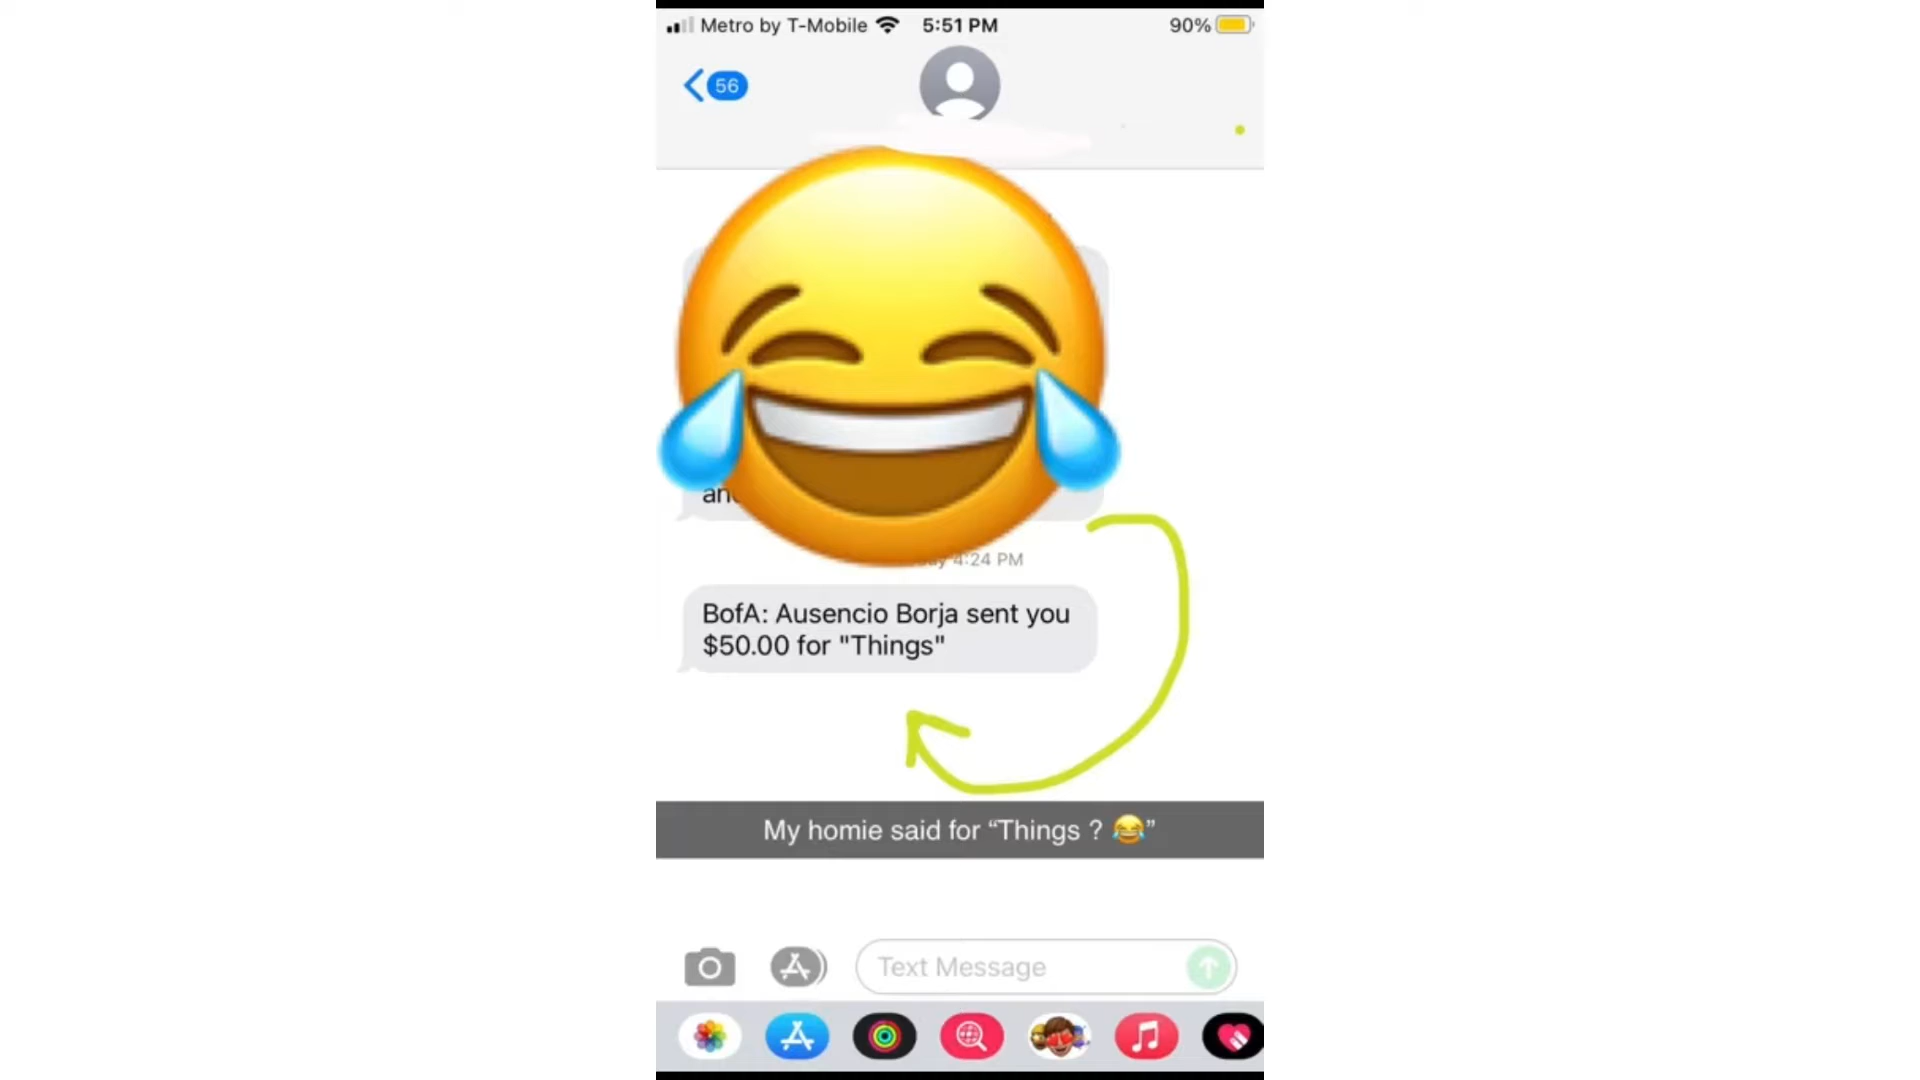 Metro by T-Mobile 5:51 PM 90%
56
4:24 PM
BofA: Ausencio Borja sent you
$50.00 for "Things"
My homie said for “Things ? 😂”
Text Message